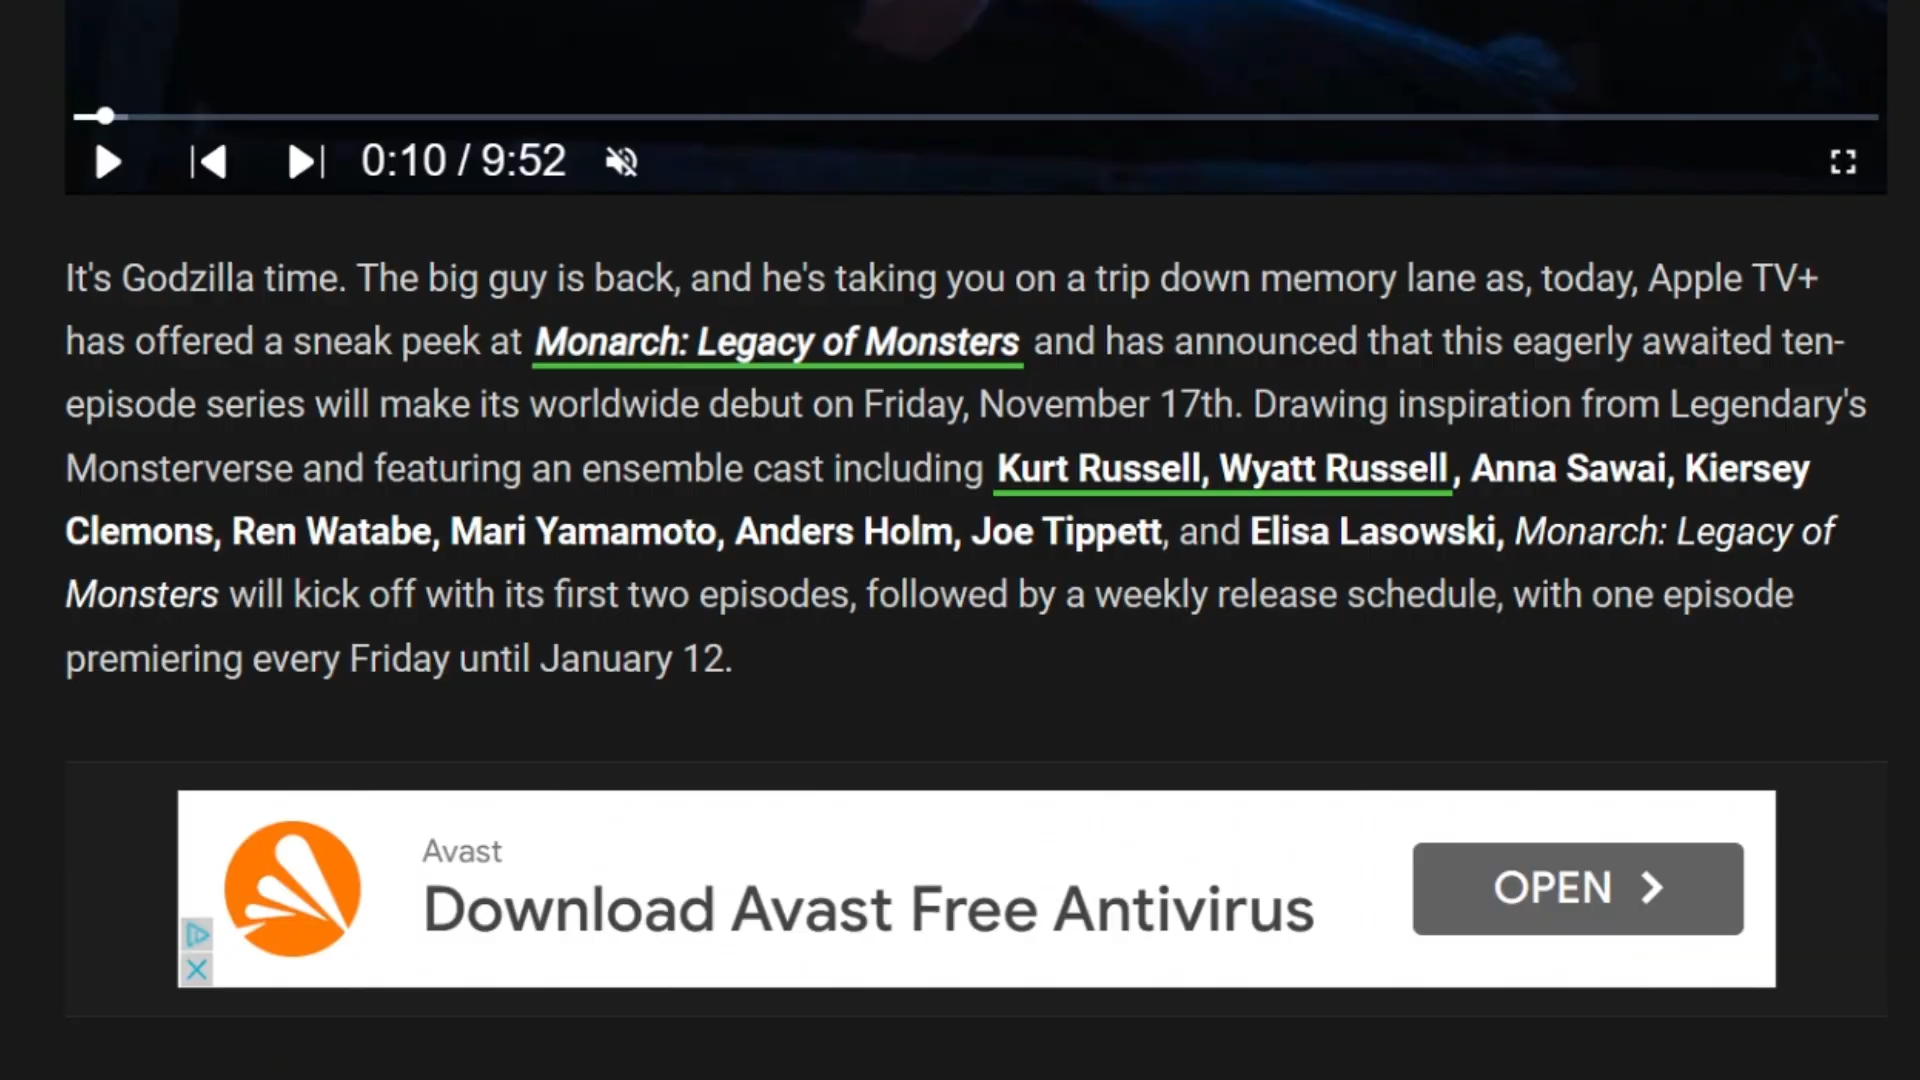 0:10 / 9:52
It's Godzilla time. The big guy is back, and he's taking you on a trip down memory lane as, today, Apple TV+
has offered a sneak peek at Monarch: Legacy of Monsters and has announced that this eagerly awaited ten-
episode series will make its worldwide debut on Friday, November 17th. Drawing inspiration from Legendary's
Monsterverse and featuring an ensemble cast including Kurt Russell, Wyatt Russell, Anna Sawai, Kiersey
Clemons, Ren Watabe, Mari Yamamoto, Anders Holm, Joe Tippett, and Elisa Lasowski, Monarch: Legacy of
Monsters will kick off with its first two episodes, followed by a weekly release schedule, with one episode
premiering every Friday until January 12.
Avast
Download Avast Free Antivirus
OPEN